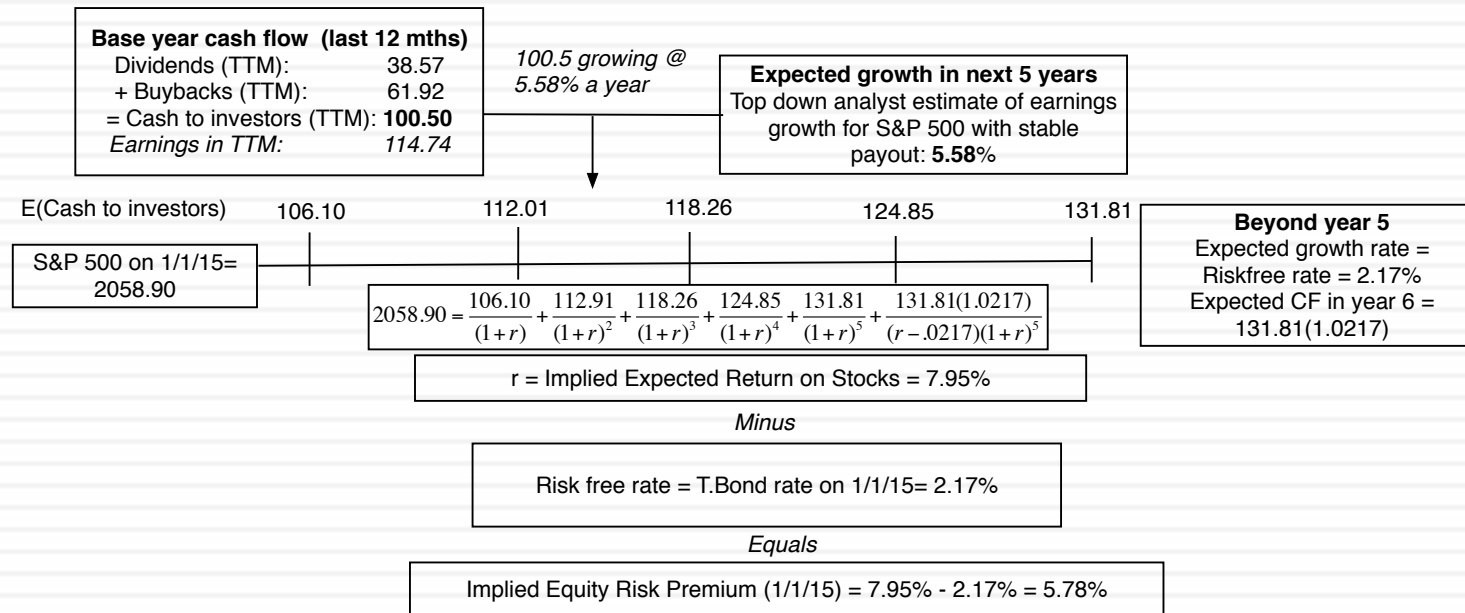 Base year cash flow (last 12 mths)
Dividends (TTM): 38.57
+ Buybacks (TTM): 61.92
= Cash to investors (TTM): 100.50
Earnings in TTM: 114.74
100.5 growing @
5.58% a year
Expected growth in next 5 years
Top down analyst estimate of earnings
growth for S&P 500 with stable
payout: 5.58%
E(Cash to investors) 106.10 112.01 118.26 124.85 131.81
S&P 500 on 1/1/15=
2058.90
Beyond year 5
Expected growth rate =
Riskfree rate = 2.17%
Expected CF in year 6 =
131.81(1.0217)
2058.90 = 106.10/(1+r) + 112.91/(1+r)^2 + 118.26/(1+r)^3 + 124.85/(1+r)^4 + 131.81/(1+r)^5 + 131.81(1.0217)/((r−.0217)(1+r)^5)
r = Implied Expected Return on Stocks = 7.95%
Minus
Risk free rate = T.Bond rate on 1/1/15= 2.17%
Equals
Implied Equity Risk Premium (1/1/15) = 7.95% - 2.17% = 5.78%